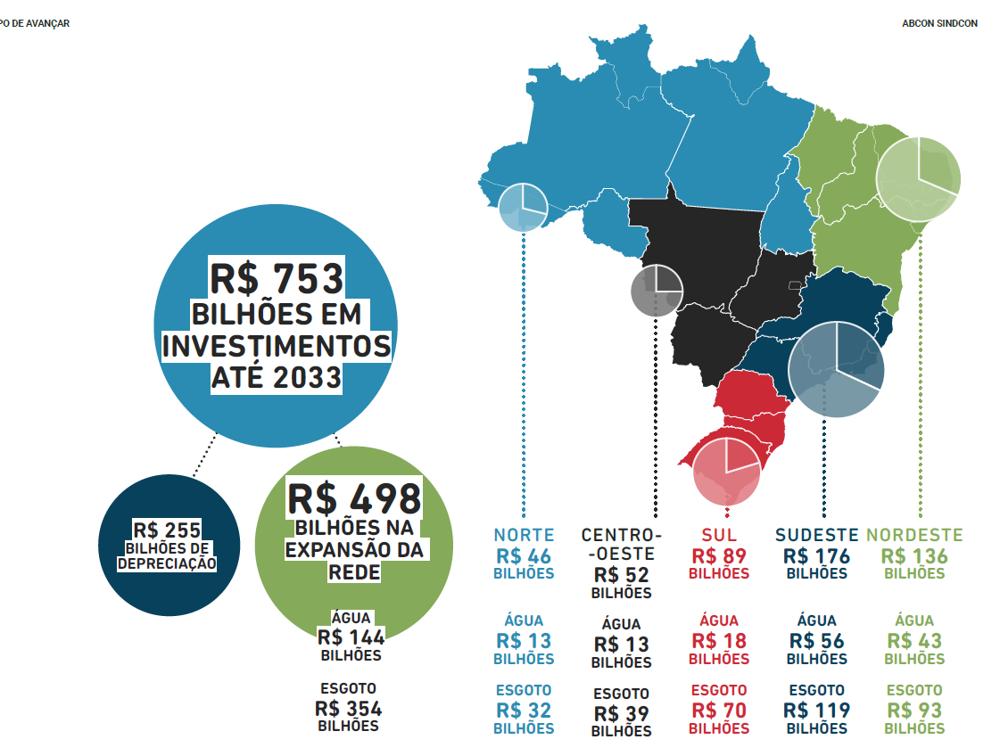 PO DE AVANÇAR
ABCON SINDCON
R$ 753
BILHÕES EM
INVESTIMENTOS
ATÉ 2033
R$ 255
BILHÕES DE
DEPRECIAÇÃO
R$ 498
BILHÕES NA
EXPANSÃO DA
REDE
ÁGUA
R$ 144
BILHÕES
ESGOTO
R$ 354
BILHÕES
NORTE
R$ 46
BILHÕES
ÁGUA
R$ 13
BILHÕES
ESGOTO
R$ 32
BILHÕES
CENTRO-
-OESTE
R$ 52
BILHÕES
ÁGUA
R$ 13
BILHÕES
ESGOTO
R$ 39
BILHÕES
SUL
R$ 89
BILHÕES
ÁGUA
R$ 18
BILHÕES
ESGOTO
R$ 70
BILHÕES
SUDESTE
R$ 176
BILHÕES
ÁGUA
R$ 56
BILHÕES
ESGOTO
R$ 119
BILHÕES
NORDESTE
R$ 136
BILHÕES
ÁGUA
R$ 43
BILHÕES
ESGOTO
R$ 93
BILHÕES